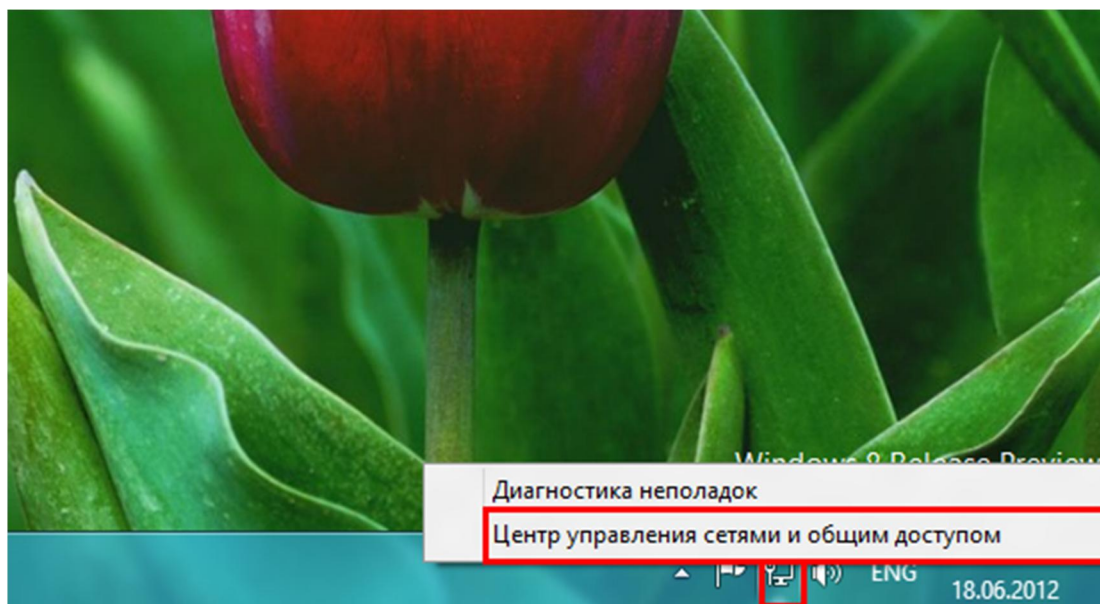 Windows 8 Release Preview
Диагностика неполадок
Центр управления сетями и общим доступом
ENG
18.06.2012